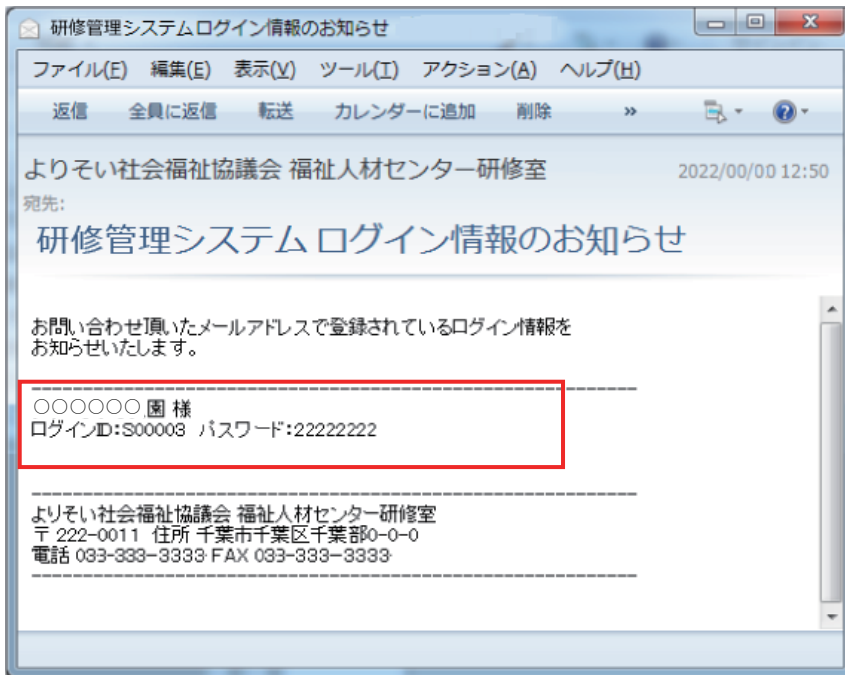 研修管理システムログイン情報のお知らせ
ファイル(F) 編集(E) 表示(V) ツール(T) アクション(A) ヘルプ(H)
返信 全員に返信 転送 カレンダーに追加 削除 »
よりそい社会福祉協議会 福祉人材センター研修室 2022/00/00 12:50
宛先:
研修管理システム ログイン情報のお知らせ
お問い合わせ頂いたメールアドレスで登録されているログイン情報を
お知らせいたします。
------------------------------------------------------------
○○○○○○園 様
ログインID:S00003 パスワード:22222222
------------------------------------------------------------
よりそい社会福祉協議会 福祉人材センター研修室
〒 222-0011 住所 千葉市千葉区千葉部0-0-0
電話 033-333-3333 FAX 033-333-3333
------------------------------------------------------------